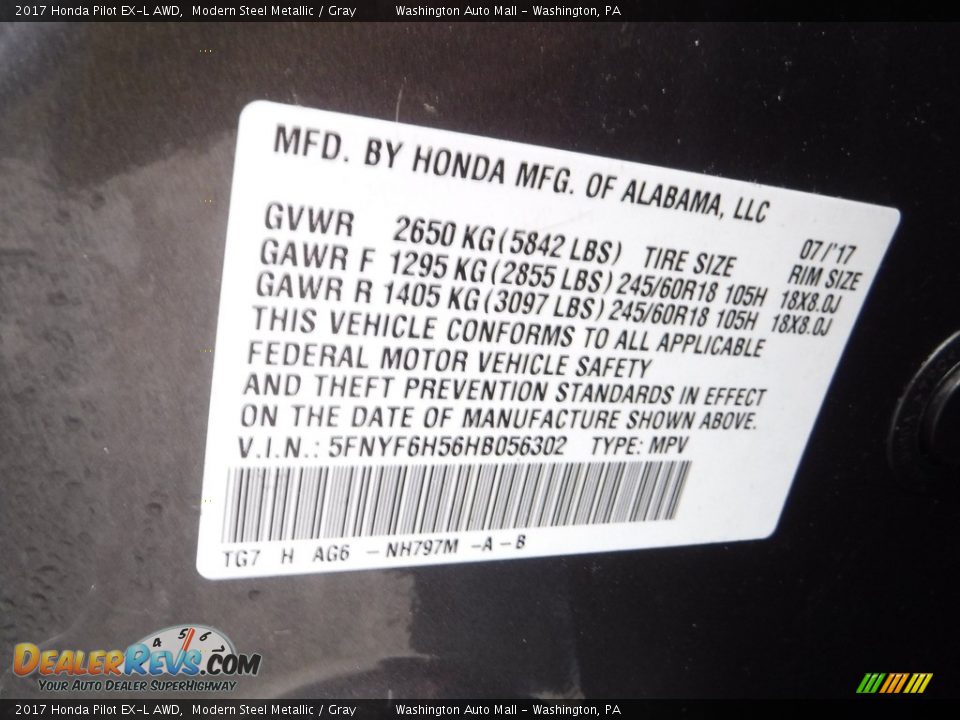 2017 Honda Pilot EX-L AWD, Modern Steel Metallic / Gray Washington Auto Mall - Washington, PA
MFD. BY HONDA MFG. OF ALABAMA, LLC
07/'17
GVWR 2650 KG(5842 LBS) TIRE SIZE RIM SIZE
GAWR F 1295 KG(2855 LBS) 245/60R18 105H 18X8.0J
GAWR R 1405 KG(3097 LBS) 245/60R18 105H 18X8.0J
THIS VEHICLE CONFORMS TO ALL APPLICABLE
FEDERAL MOTOR VEHICLE SAFETY
AND THEFT PREVENTION STANDARDS IN EFFECT
ON THE DATE OF MANUFACTURE SHOWN ABOVE.
V.I.N.: 5FNYF6H56HB056302 TYPE: MPV
TG7 H AG6 -NH797M -A-B
4 5 6
DEALERREVS.COM
YOUR AUTO DEALER SUPERHIGHWAY
2017 Honda Pilot EX-L AWD, Modern Steel Metallic / Gray Washington Auto Mall - Washington, PA